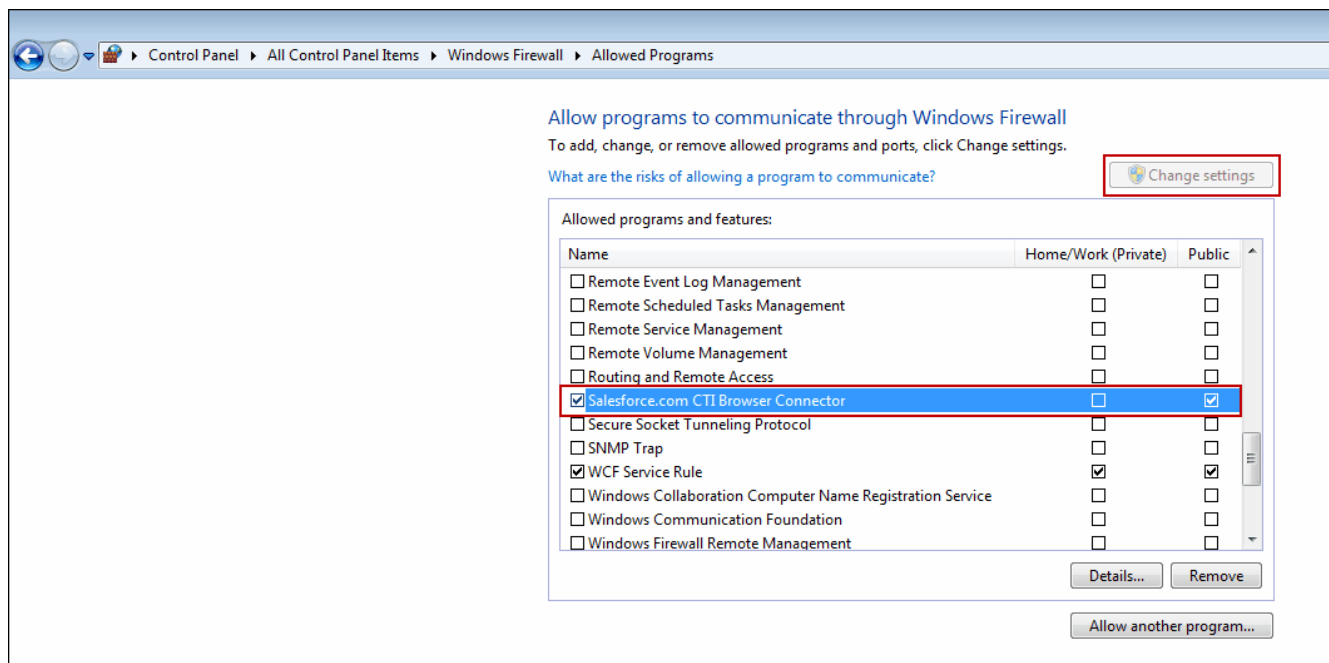 Control Panel All Control Panel Items Windows Firewall Allowed Programs
Allow programs to communicate through Windows Firewall
To add, change, or remove allowed programs and ports, click Change settings.
What are the risks of allowing a program to communicate?
Change settings
Allowed programs and features:
Name Home/Work (Private) Public
Remote Event Log Management
Remote Scheduled Tasks Management
Remote Service Management
Remote Volume Management
Routing and Remote Access
Salesforce.com CTI Browser Connector
Secure Socket Tunneling Protocol
SNMP Trap
WCF Service Rule
Windows Collaboration Computer Name Registration Service
Windows Communication Foundation
Windows Firewall Remote Management
Details... Remove
Allow another program...